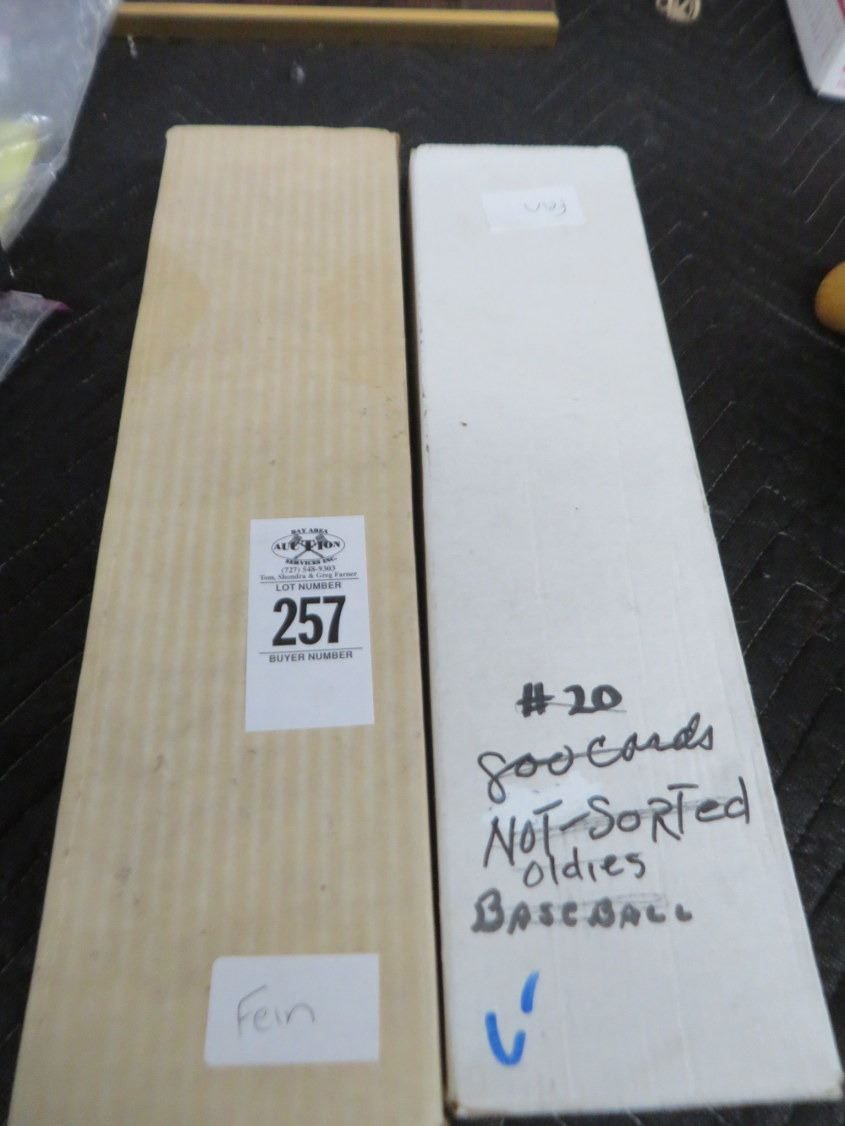 BAY AREA
AUCTION
SERVICES INC.
(727) 548-9303
Tom, Shondra & Greg Farner
LOT NUMBER
257
BUYER NUMBER
Fein
Fein
#20
800 Cards
NOT-SORTed
oldies
BASEBALL